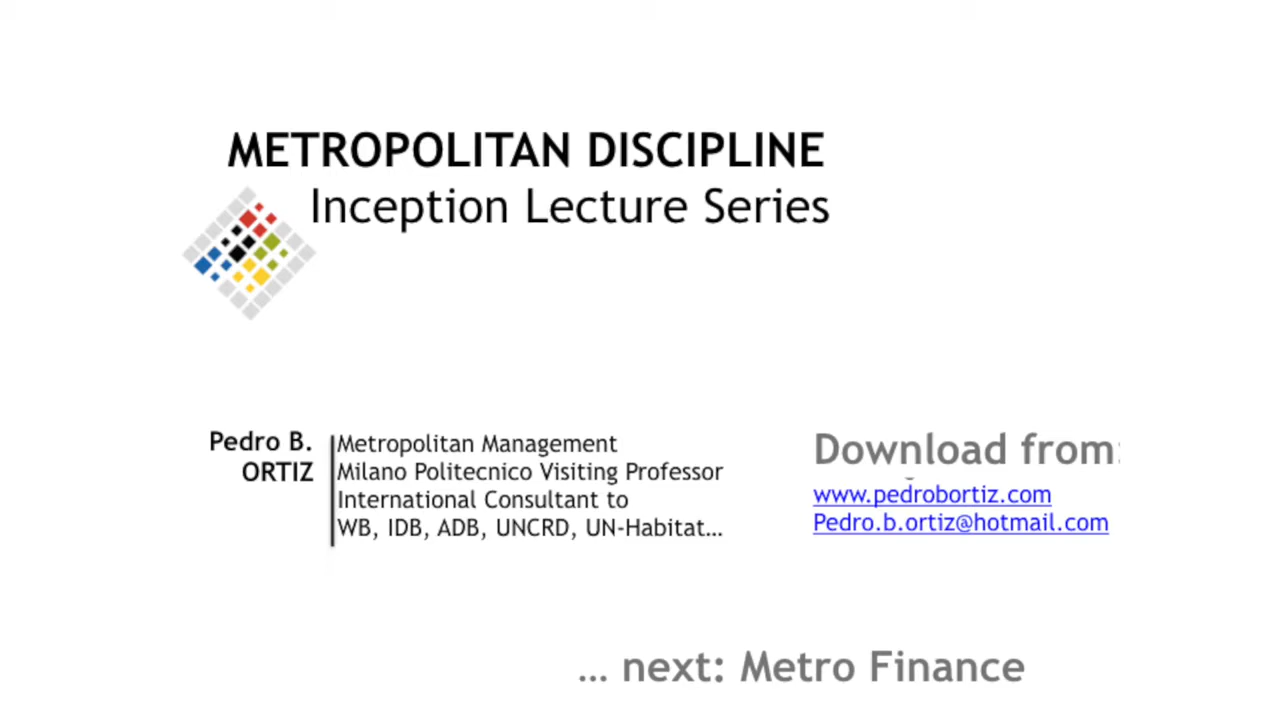 METROPOLITAN DISCIPLINE
Inception Lecture Series
Pedro B.
ORTIZ
Metropolitan Management
Milano Politecnico Visiting Professor
International Consultant to
WB, IDB, ADB, UNCRD, UN-Habitat…
Download from:
www.pedrobortiz.com
Pedro.b.ortiz@hotmail.com
… next: Metro Finance